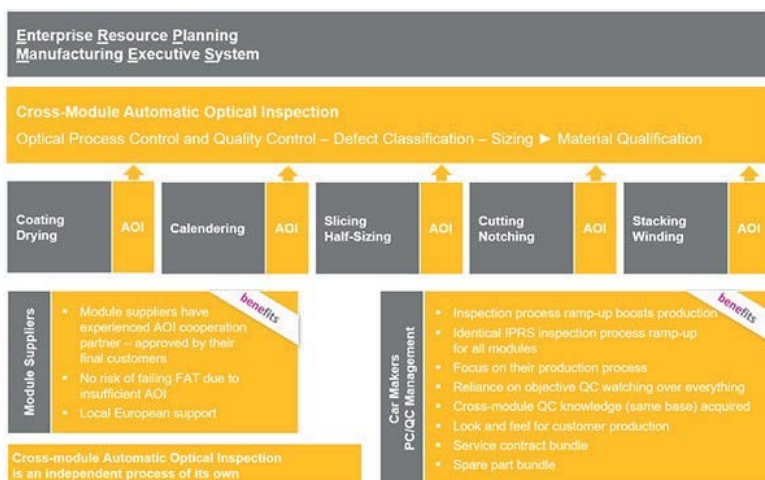 Enterprise Resource Planning
Manufacturing Executive System
Cross-Module Automatic Optical Inspection
Optical Process Control and Quality Control – Defect Classification – Sizing ► Material Qualification
Coating
Drying
AOI
Calendering
AOI
Slicing
Half-Sizing
AOI
Cutting
Notching
AOI
Stacking
Winding
AOI
Module Suppliers
benefits
Module suppliers have
experienced AOI cooperation
partner – approved by their
final customers
No risk of failing FAT due to
insufficient AOI
Local European support
Cross-module Automatic Optical Inspection
is an independent process of its own
Car Makers
PC/QC Management
benefits
Inspection process ramp-up boosts production
Identical IPRS inspection process ramp-up
for all modules
Focus on their production process
Reliance on objective QC watching over everything
Cross-module QC knowledge (same base) acquired
Look and feel for customer production
Service contract bundle
Spare part bundle